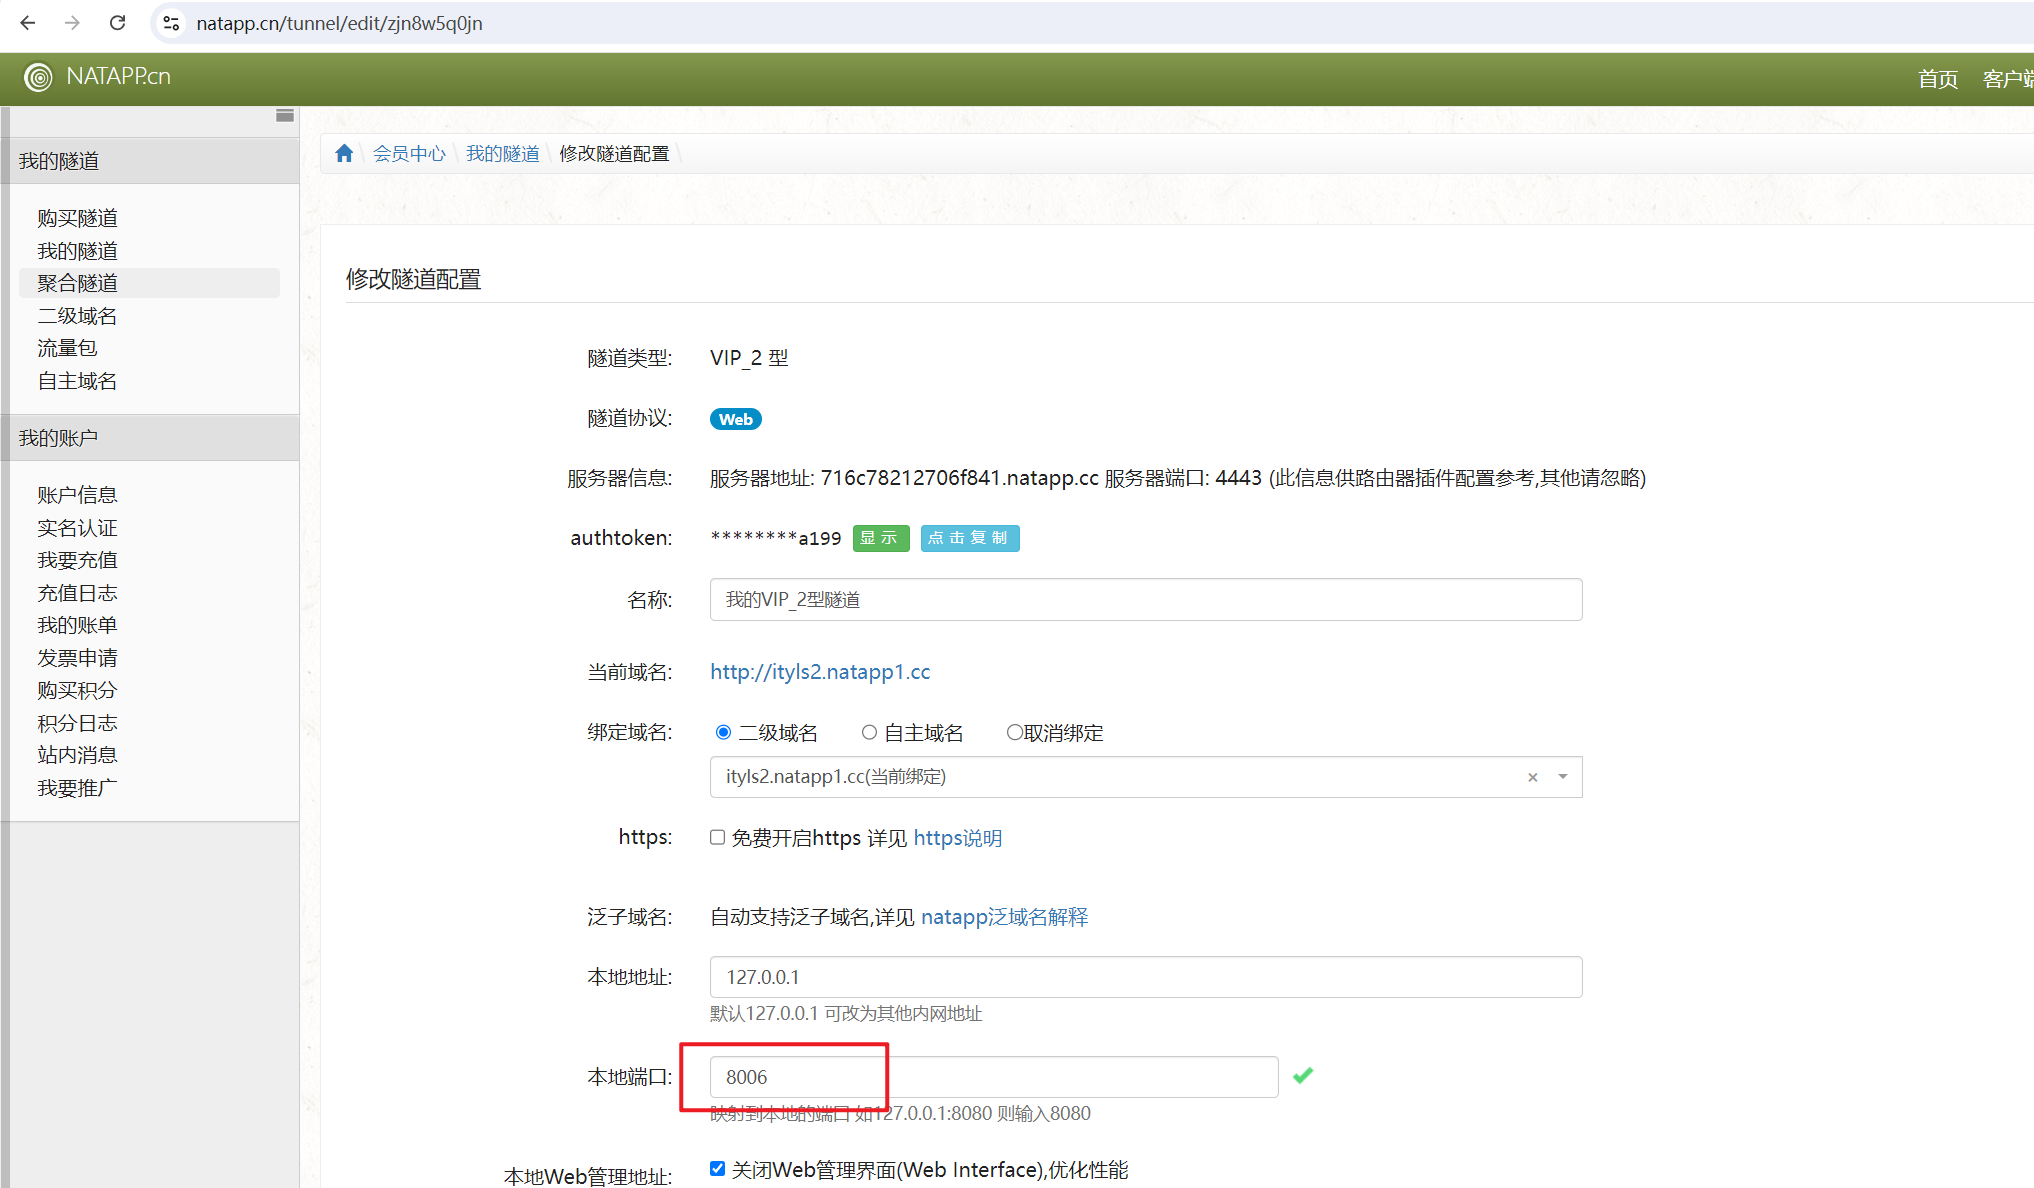 natapp.cn/tunnel/edit/zjn8w5q0jn
NATAPP.cn
首页 客户端
我的隧道
购买隧道
我的隧道
聚合隧道
二级域名
流量包
自主域名
我的账户
账户信息
实名认证
我要充值
充值日志
我的账单
发票申请
购买积分
积分日志
站内消息
我要推广
会员中心 \ 我的隧道 \ 修改隧道配置 \
修改隧道配置
隧道类型: VIP_2 型
隧道协议: Web
服务器信息: 服务器地址: 716c78212706f841.natapp.cc 服务器端口: 4443 (此信息供路由器插件配置参考,其他请忽略)
authtoken: ********a199 显示 点击复制
名称: 我的VIP_2型隧道
当前域名: http://ityls2.natapp1.cc
绑定域名: 二级域名 自主域名 取消绑定
ityls2.natapp1.cc(当前绑定) ×
https: 免费开启https 详见 https说明
泛子域名: 自动支持泛子域名,详见 natapp泛域名解释
本地地址: 127.0.0.1
默认127.0.0.1 可改为其他内网地址
本地端口: 8006
映射到本地的端口 如127.0.0.1:8080 则输入8080
本地Web管理地址: 关闭Web管理界面(Web Interface),优化性能